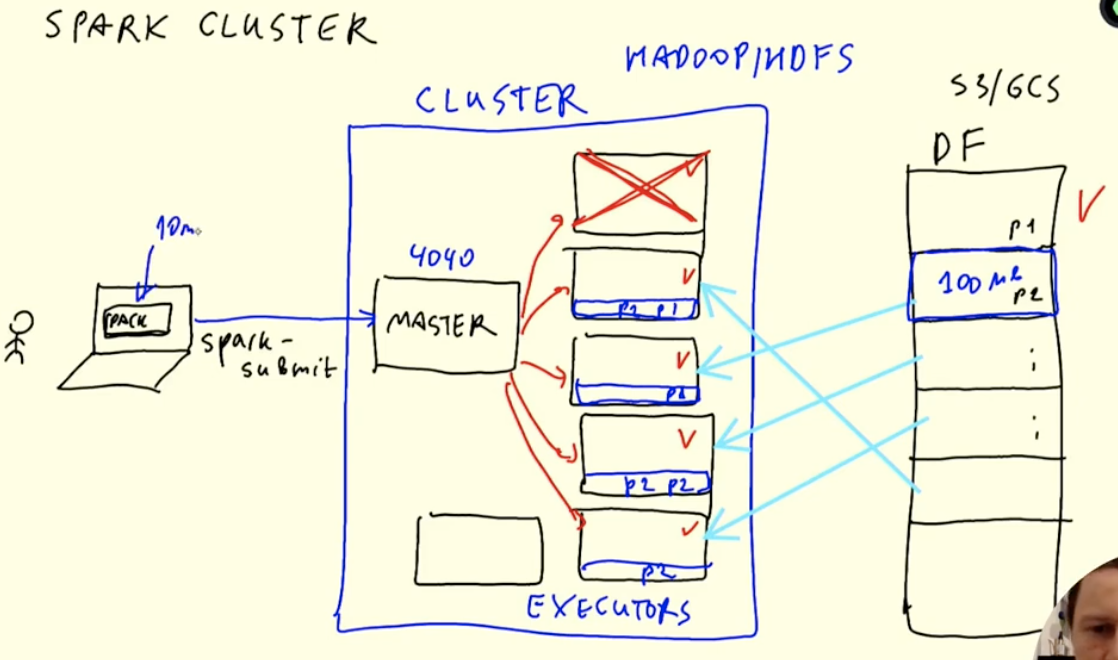 SPARK CLUSTER
HADOOP/HDFS
CLUSTER
S3/GCS
DF
p1
100 MB
p2
10m
4040
SPARK
MASTER
spark-
submit
p2 p1
p1
p2 p2
p2
EXECUTORS